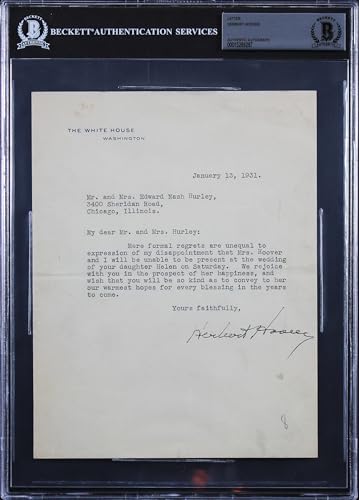 BECKETT AUTHENTICATION SERVICES
BECKETT
LETTER
HERBERT HOOVER
AUTHENTIC AUTOGRAPH
THE WHITE HOUSE
WASHINGTON
January 13, 1931.
Mr. and Mrs. Edward Nash Hurley,
3400 Sheridan Road,
Chicago, Illinois.
My dear Mr. and Mrs. Hurley:
Mere formal regrets are unequal to
expression of my disappointment that Mrs. Hoover
and I will be unable to be present at the wedding
of your daughter Helen on Saturday. We rejoice
with you in the prospect of her happiness, and
wish that you will be so kind as to convey to her
our warmest hopes for every blessing in the years
to come.
Yours faithfully,
Herbert Hoover
8